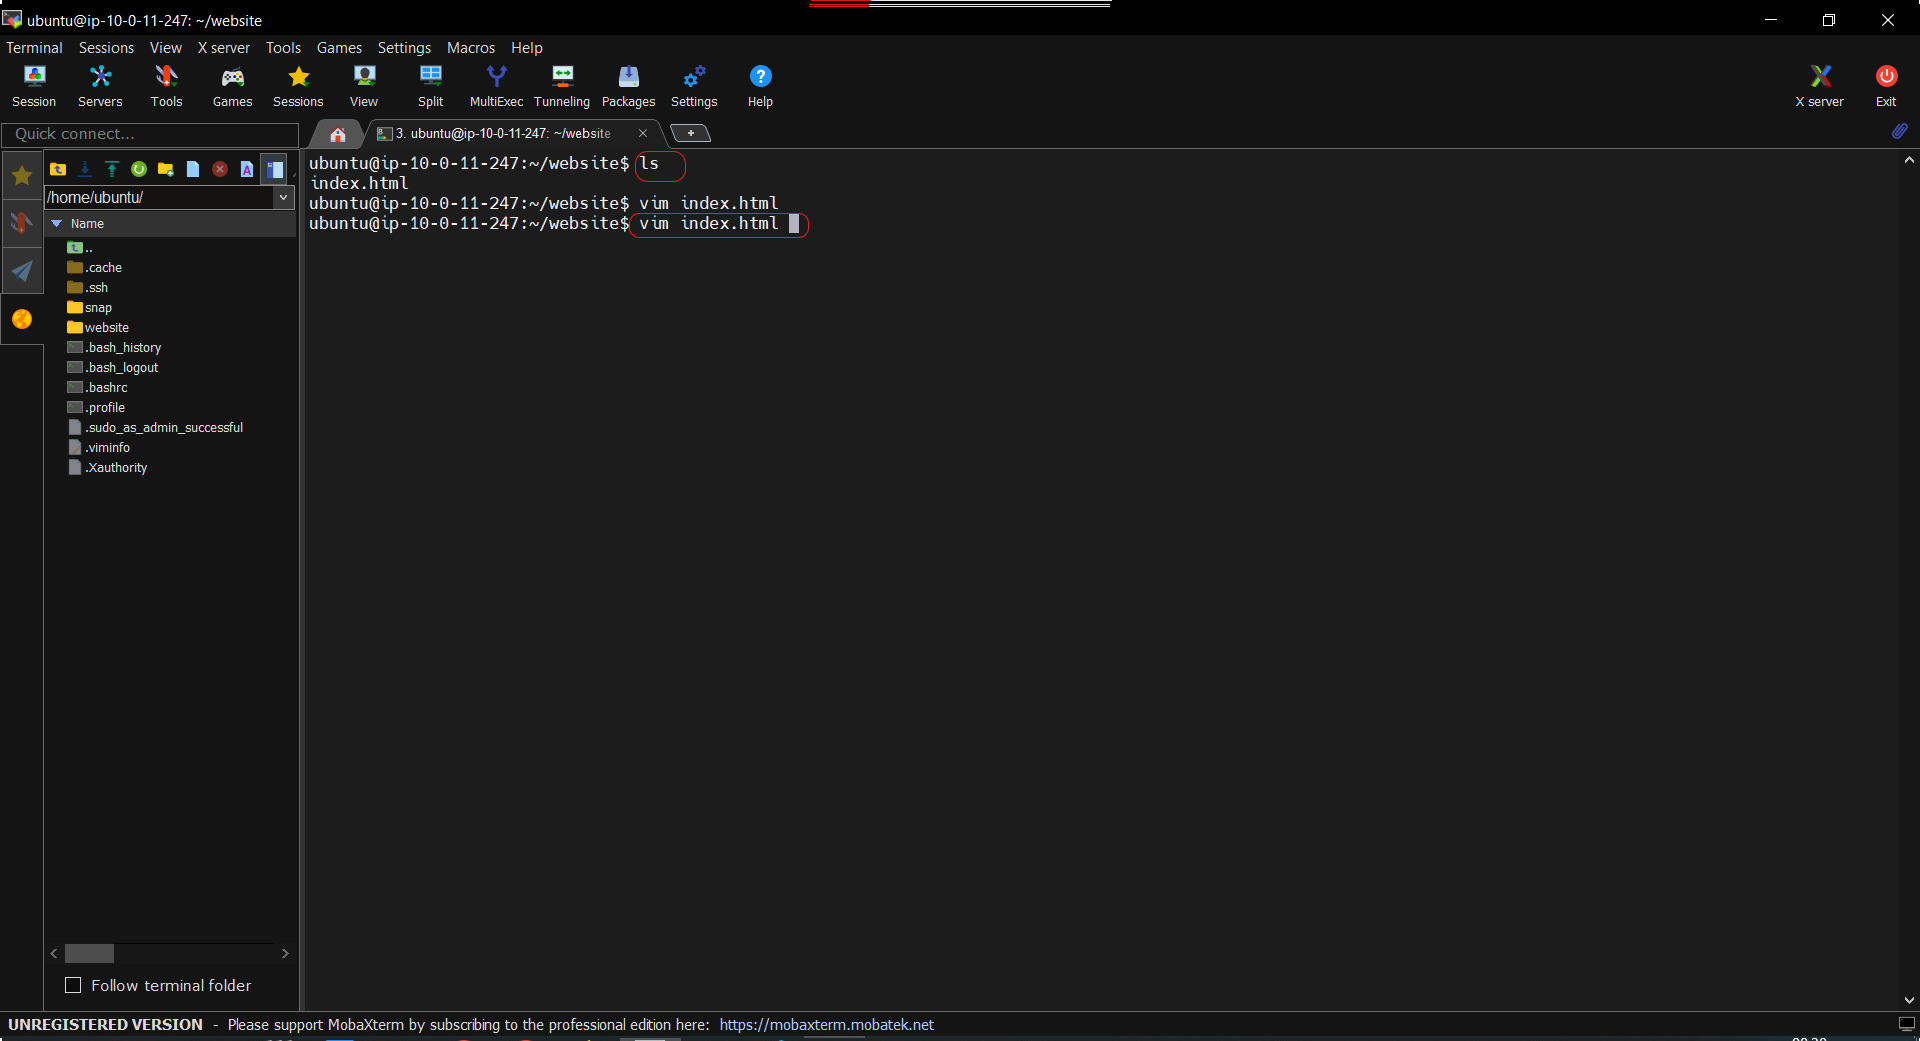 ubuntu@ip-10-0-11-247: ~/website
Terminal Sessions View X server Tools Games Settings Macros Help
Session Servers Tools Games Sessions View Split MultiExec Tunneling Packages Settings Help X server Exit
Quick connect...
3. ubuntu@ip-10-0-11-247: ~/website
/home/ubuntu/
Name
..
.cache
.ssh
snap
website
.bash_history
.bash_logout
.bashrc
.profile
.sudo_as_admin_successful
.viminfo
.Xauthority
Follow terminal folder
ubuntu@ip-10-0-11-247:~/website$ ls
index.html
ubuntu@ip-10-0-11-247:~/website$ vim index.html
ubuntu@ip-10-0-11-247:~/website$ vim index.html
UNREGISTERED VERSION - Please support MobaXterm by subscribing to the professional edition here: https://mobaxterm.mobatek.net